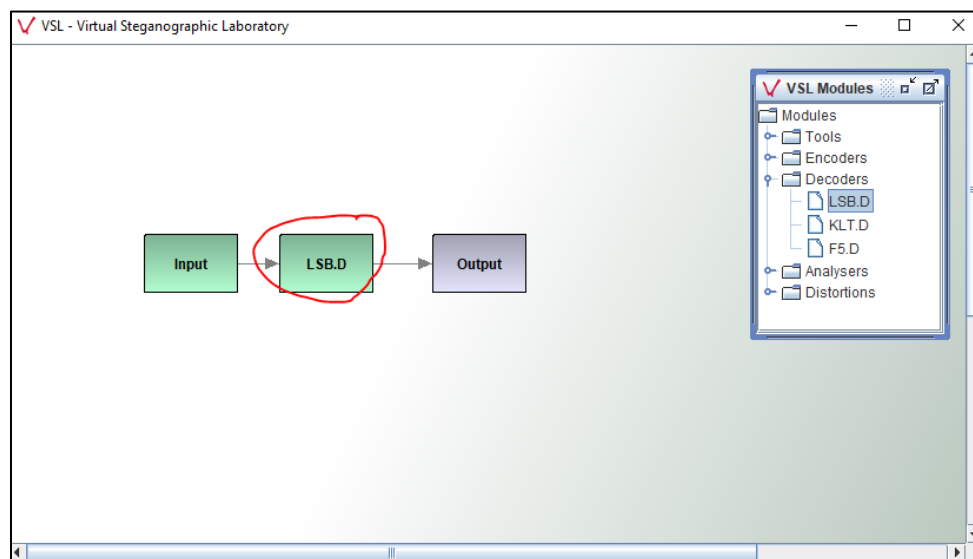 VSL - Virtual Steganographic Laboratory
VSL Modules
Modules
Tools
Encoders
Decoders
LSB.D
KLT.D
F5.D
Analysers
Distortions
Input
LSB.D
Output